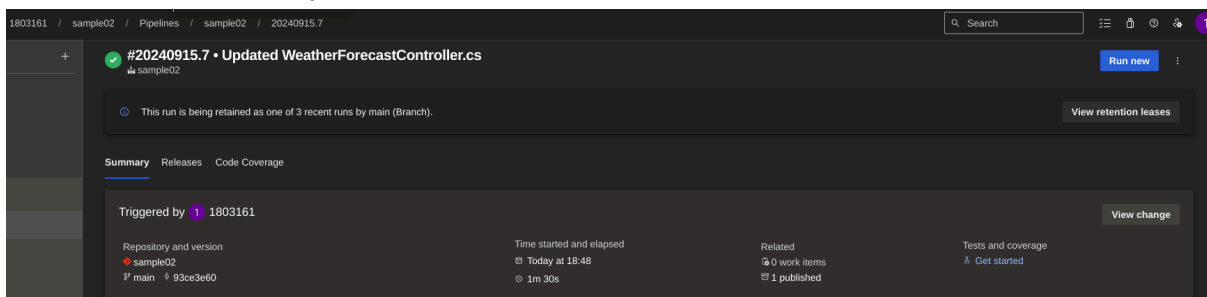 1803161 / sample02 / Pipelines / sample02 / 20240915.7
Search
1
#20240915.7 • Updated WeatherForecastController.cs
sample02
Run new
This run is being retained as one of 3 recent runs by main (Branch).
View retention leases
Summary Releases Code Coverage
Triggered by 1 1803161
View change
Repository and version
sample02
main 93ce3e60
Time started and elapsed
Today at 18:48
1m 30s
Related
0 work items
1 published
Tests and coverage
Get started